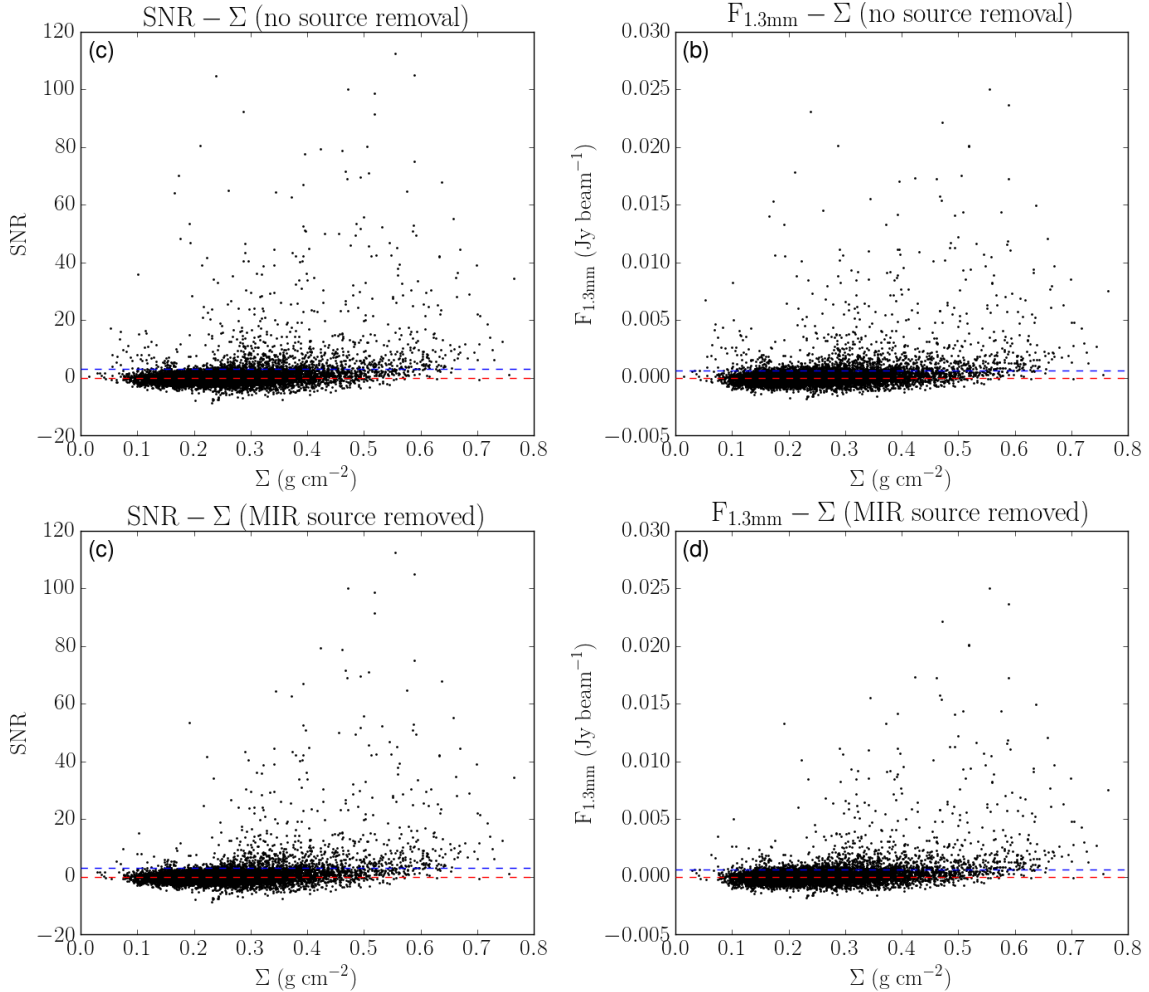 SNR − Σ (no source removal)
(c)
120
100
80
60
40
20
0
−20
SNR
0.0 0.1 0.2 0.3 0.4 0.5 0.6 0.7 0.8
Σ (g cm⁻²)
F₁.₃ₘₘ − Σ (no source removal)
(b)
0.030
0.025
0.020
0.015
0.010
0.005
0.000
−0.005
F₁.₃ₘₘ (Jy beam⁻¹)
0.0 0.1 0.2 0.3 0.4 0.5 0.6 0.7 0.8
Σ (g cm⁻²)
SNR − Σ (MIR source removed)
(c)
120
100
80
60
40
20
0
−20
SNR
0.0 0.1 0.2 0.3 0.4 0.5 0.6 0.7 0.8
Σ (g cm⁻²)
F₁.₃ₘₘ − Σ (MIR source removed)
(d)
0.030
0.025
0.020
0.015
0.010
0.005
0.000
−0.005
F₁.₃ₘₘ (Jy beam⁻¹)
0.0 0.1 0.2 0.3 0.4 0.5 0.6 0.7 0.8
Σ (g cm⁻²)